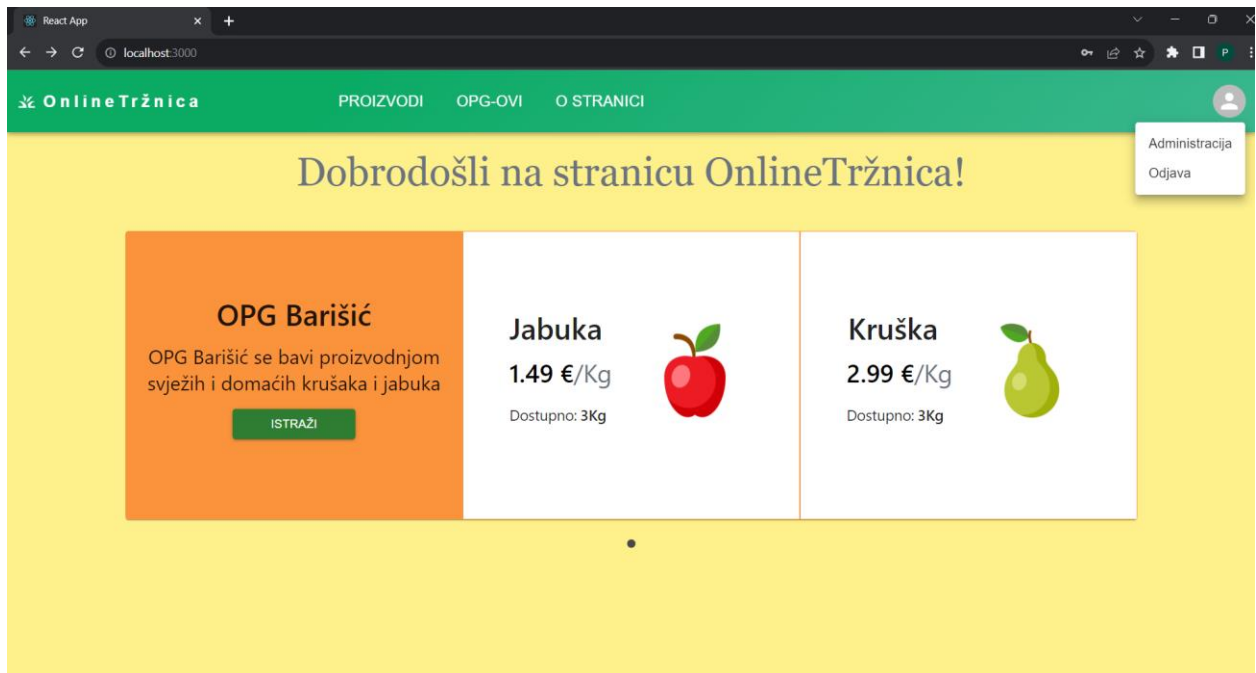 React App
localhost:3000
P
OnlineTržnica
PROIZVODI
OPG-OVI
O STRANICI
Administracija
Odjava
Dobrodošli na stranicu OnlineTržnica!
OPG Barišić
OPG Barišić se bavi proizvodnjom
svježih i domaćih krušaka i jabuka
ISTRAŽI
Jabuka
1.49 €/Kg
Dostupno: 3Kg
Kruška
2.99 €/Kg
Dostupno: 3Kg